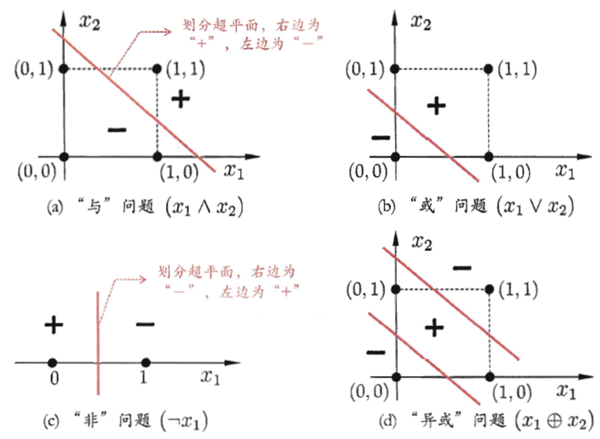 x₂
划分超平面，右边为
“+”，左边为“−”
(0,1)
(1,1)
+
−
(0,0)
(1,0)
x₁
(a) “与”问题 (x₁ ∧ x₂)
x₂
(0,1)
(1,1)
+
−
(0,0)
(1,0)
x₁
(b) “或”问题 (x₁ ∨ x₂)
划分超平面，右边为
“−”，左边为“+”
+
−
0
1
x₁
(c) “非”问题 (¬x₁)
x₂
−
(0,1)
(1,1)
+
−
(0,0)
(1,0)
x₁
(d) “异或”问题 (x₁ ⊕ x₂)